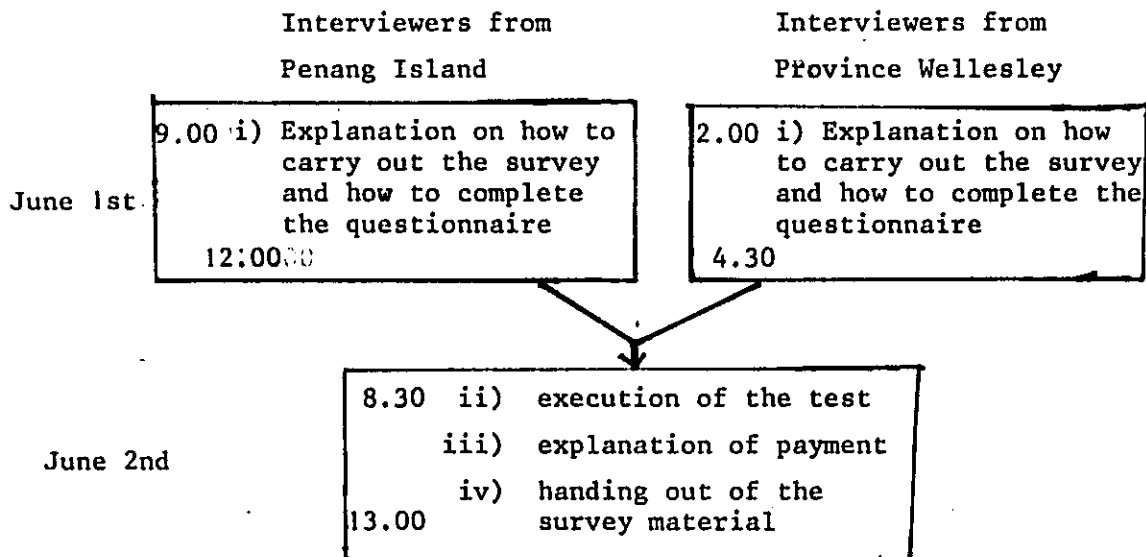 Interviewers from
Penang Island
Interviewers from
Province Wellesley
June 1st
9.00 i) Explanation on how to
carry out the survey
and how to complete
the questionnaire
12:00
2.00 i) Explanation on how
to carry out the survey
and how to complete the
questionnaire
4.30
June 2nd
8.30 ii) execution of the test
iii) explanation of payment
iv) handing out of the
13.00 survey material